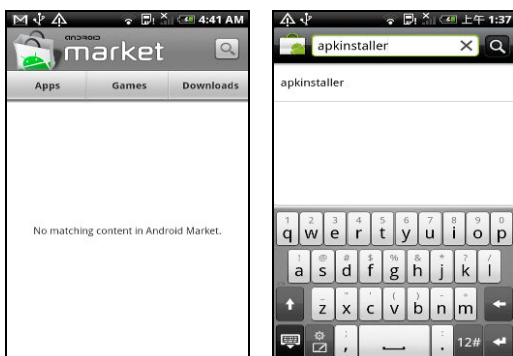 4:41 AM
ANDROID
market
Apps Games Downloads
No matching content in Android Market.
上午 1:37
apkinstaller
apkinstaller
1 2 3 4 5 6 7 8 9 0
q w e r t y u i o p
! @ # $ % & * ? /
a s d f g h j k l
_ " ( ) - +
z x c v b n m
, . 12#